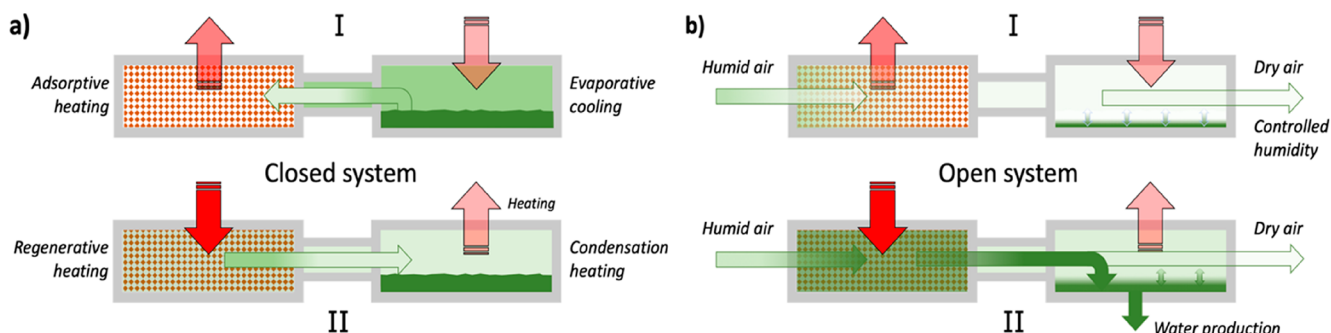 a)
I
Adsorptive
heating
Evaporative
cooling
Closed system
Regenerative
heating
Heating
Condensation
heating
II
b)
I
Humid air
Dry air
Controlled
humidity
Open system
Humid air
Dry air
II
Water production